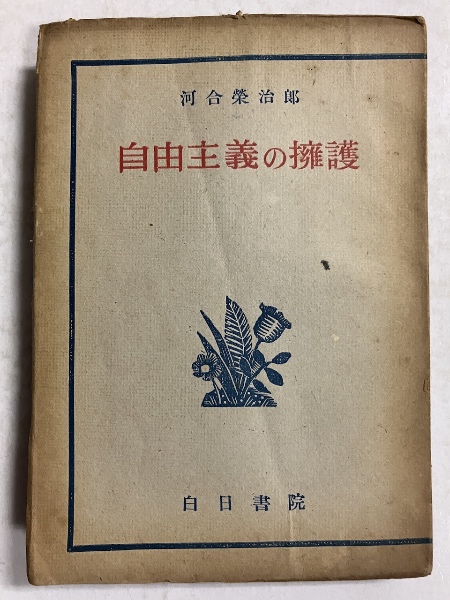 河合榮治郎
自由主義の擁護
白日書院